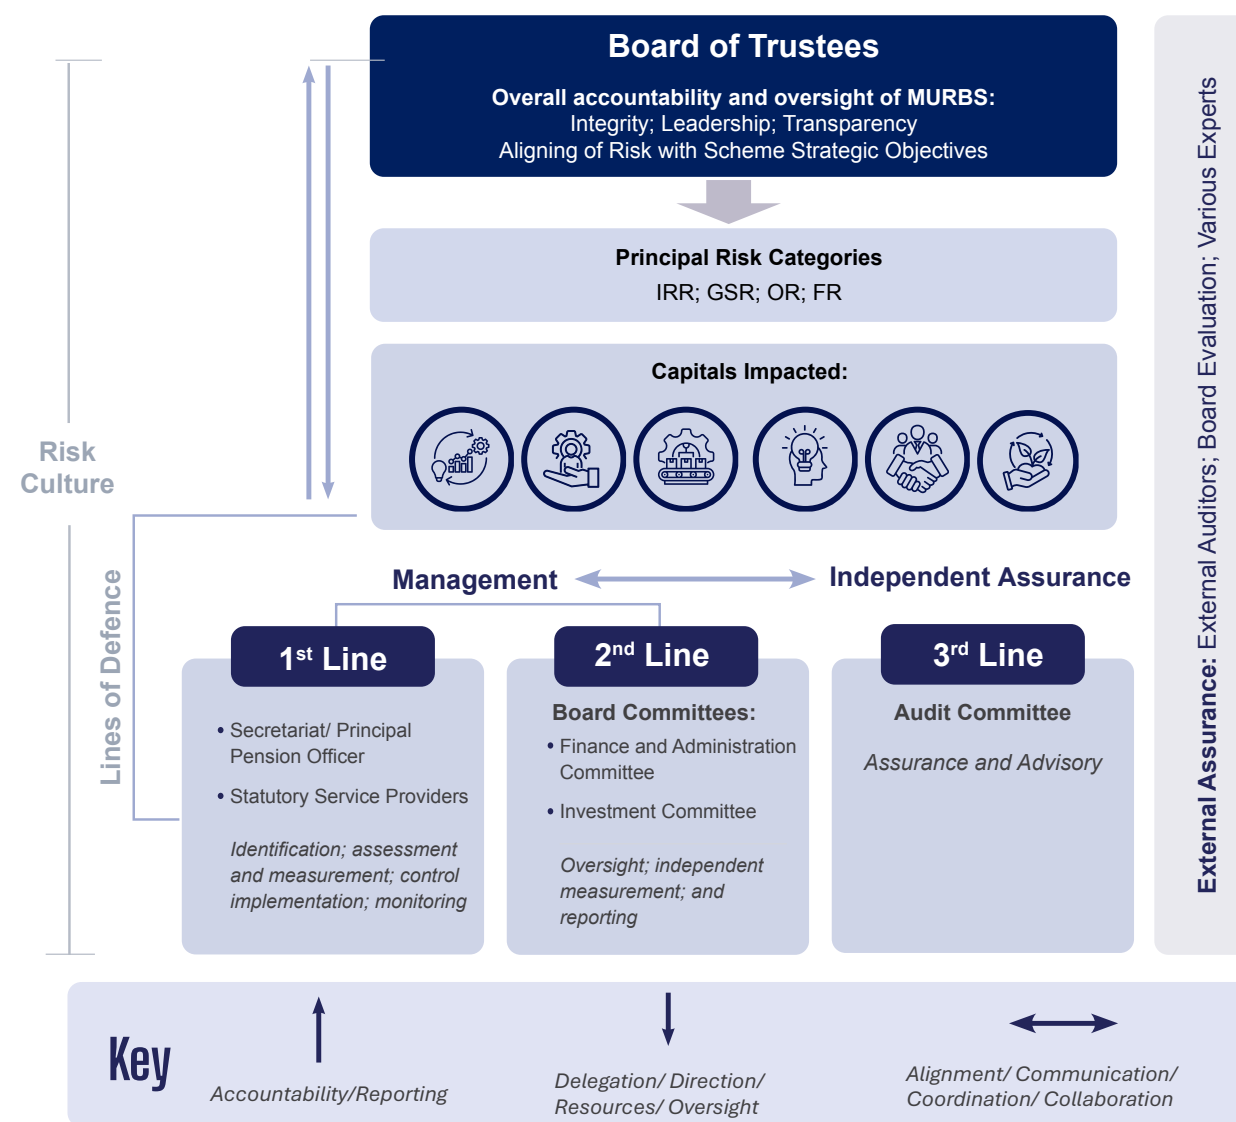 Board of Trustees
Overall accountability and oversight of MURBS:
Integrity; Leadership; Transparency
Aligning of Risk with Scheme Strategic Objectives
Principal Risk Categories
IRR; GSR; OR; FR
Capitals Impacted:
Risk
Culture
Lines of Defence
Management
Independent Assurance
1st Line
• Secretariat/ Principal
Pension Officer
• Statutory Service Providers
Identification; assessment
and measurement; control
implementation; monitoring
2nd Line
Board Committees:
• Finance and Administration
Committee
• Investment Committee
Oversight; independent
measurement; and
reporting
3rd Line
Audit Committee
Assurance and Advisory
External Assurance: External Auditors; Board Evaluation; Various Experts
Key
Accountability/Reporting
Delegation/ Direction/
Resources/ Oversight
Alignment/ Communication/
Coordination/ Collaboration